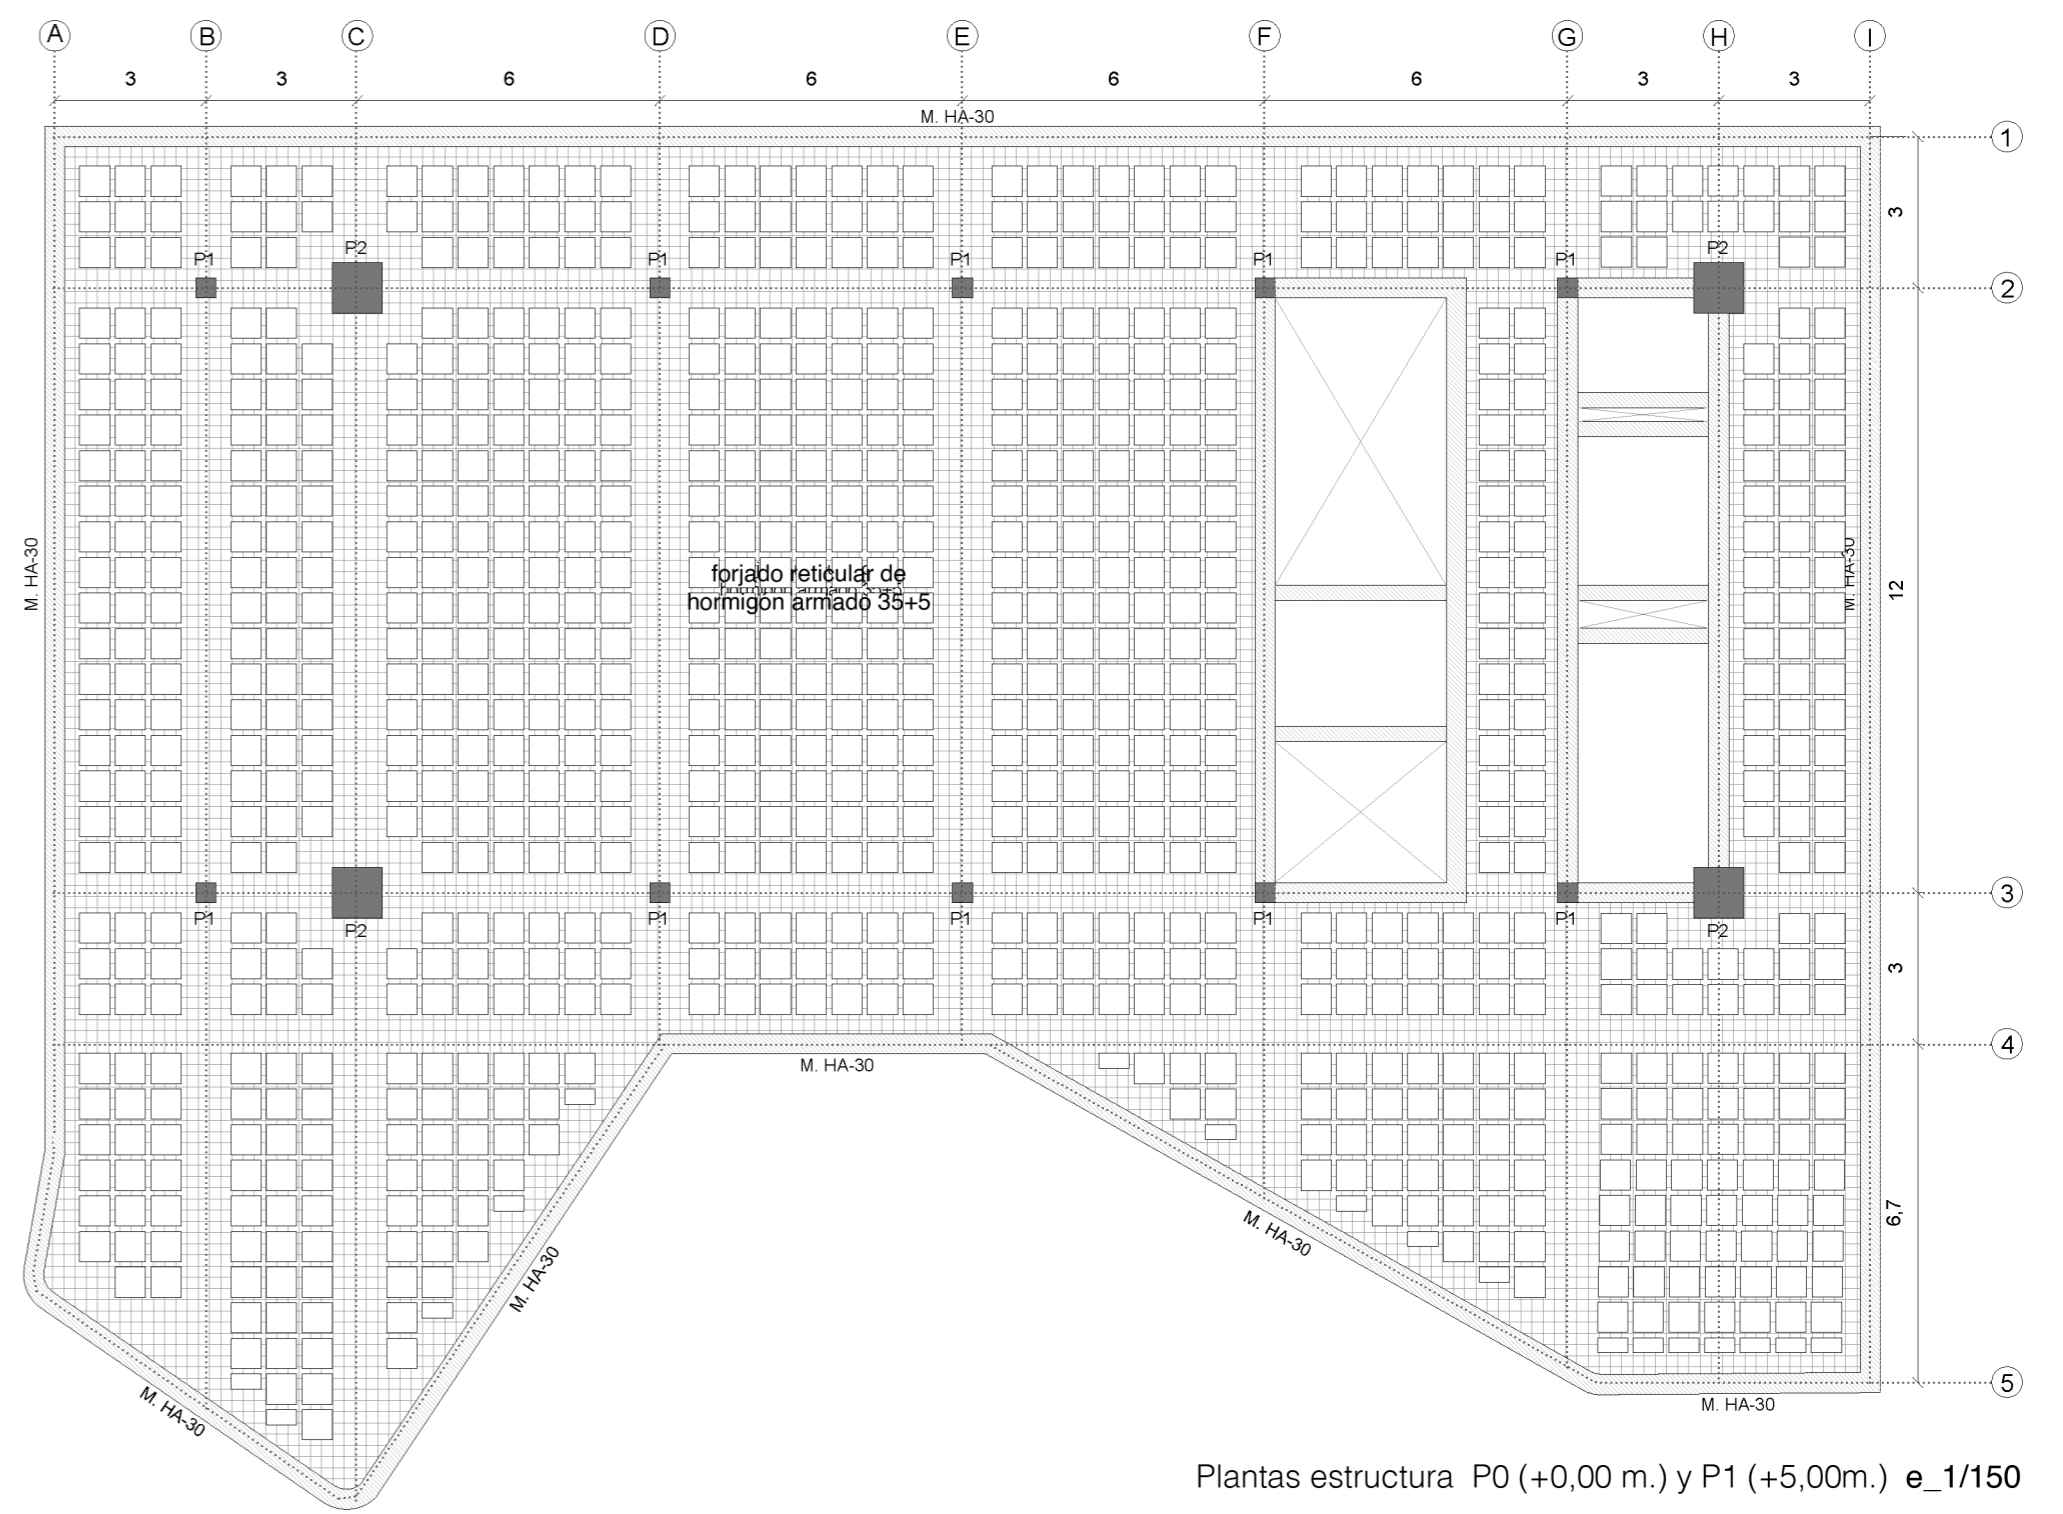 A B C D E F G H I
3 3 6 6 6 6 3 3
M. HA-30
1
3
P2 P2
P1 P1 P1 P1 P1
2
M. HA-30
M. HA-30
forjado reticular de
hormigón armado 35+5
12
3
P1 P1 P1 P1 P1
P2 P2
3
4
M. HA-30
6,7
M. HA-30
M. HA-30
M. HA-30
5
M. HA-30
Plantas estructura P0 (+0,00 m.) y P1 (+5,00m.) e_1/150